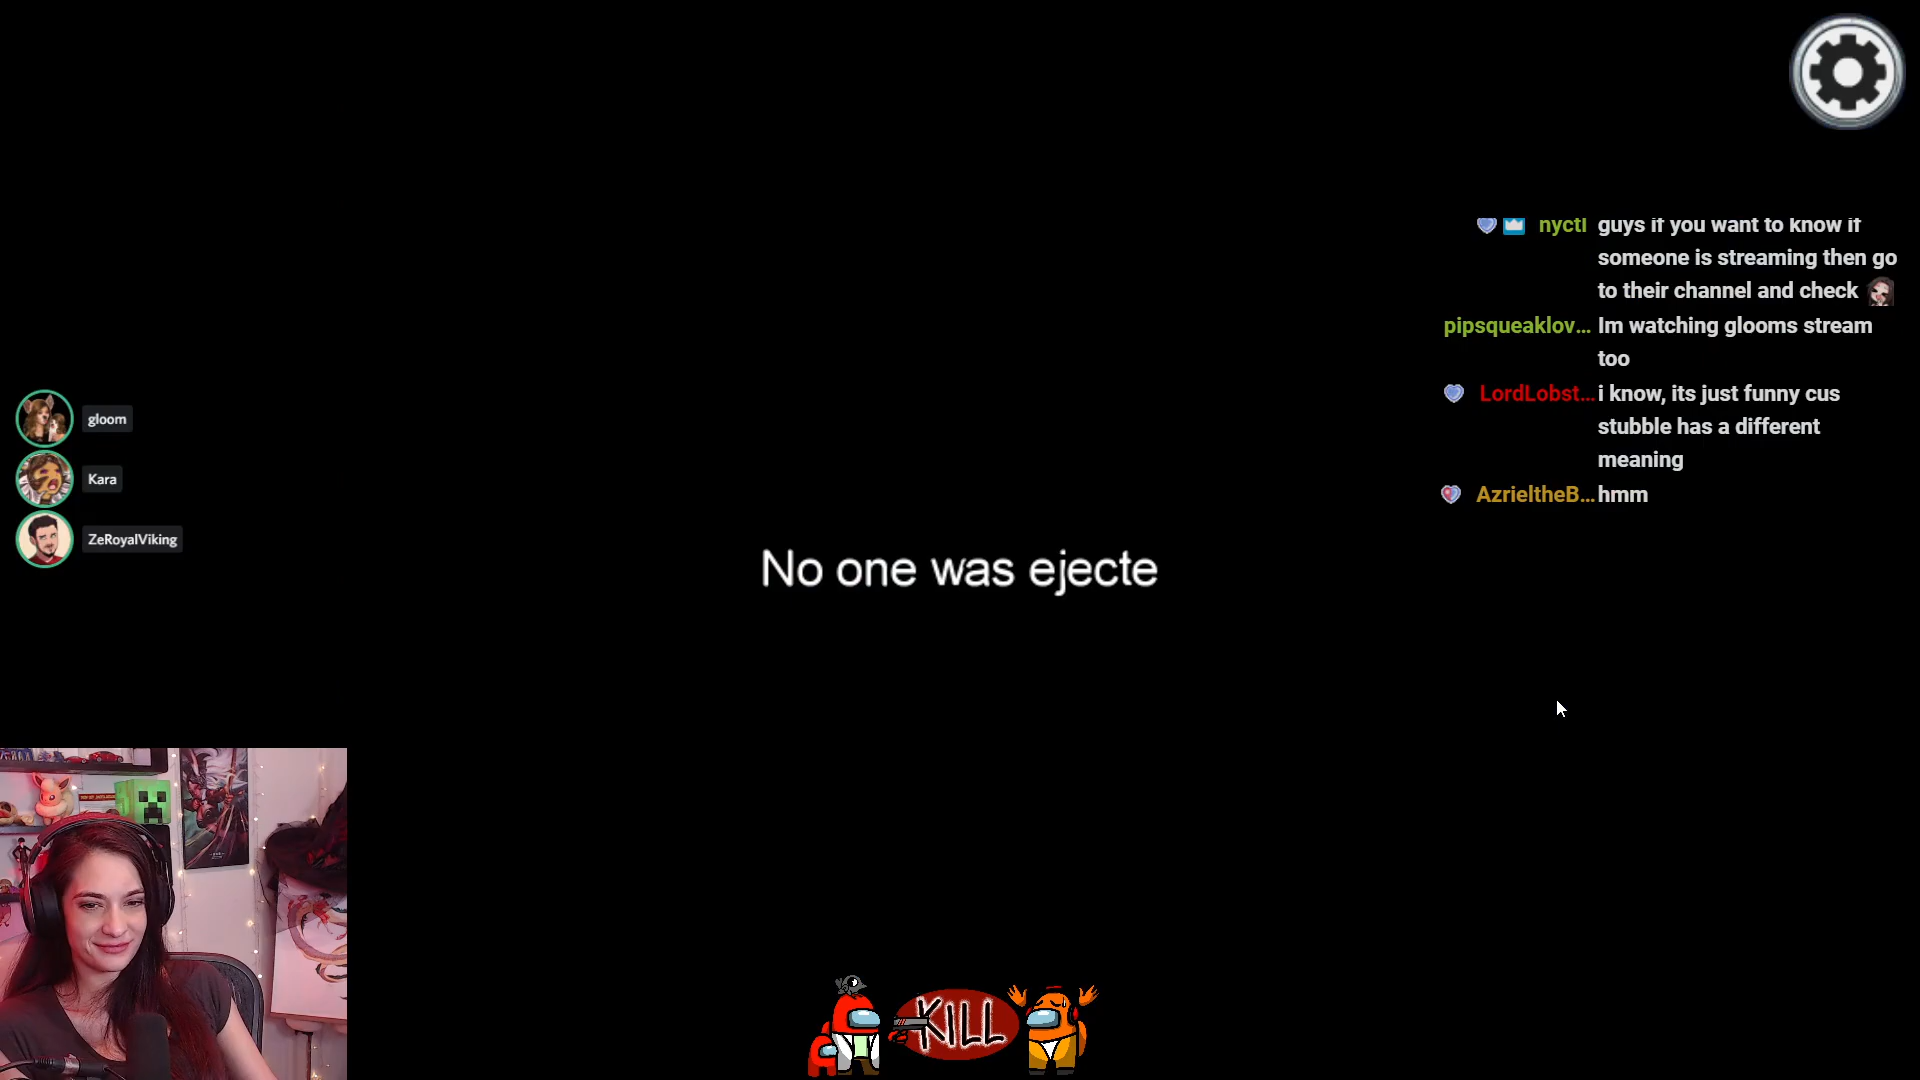 nyctl guys if you want to know if
someone is streaming then go
to their channel and check
pipsqueaklov... Im watching glooms stream
too
LordLobst... i know, its just funny cus
stubble has a different
meaning
AzrieltheB... hmm
gloom
Kara
ZeRoyalViking
No one was ejecte
KILL